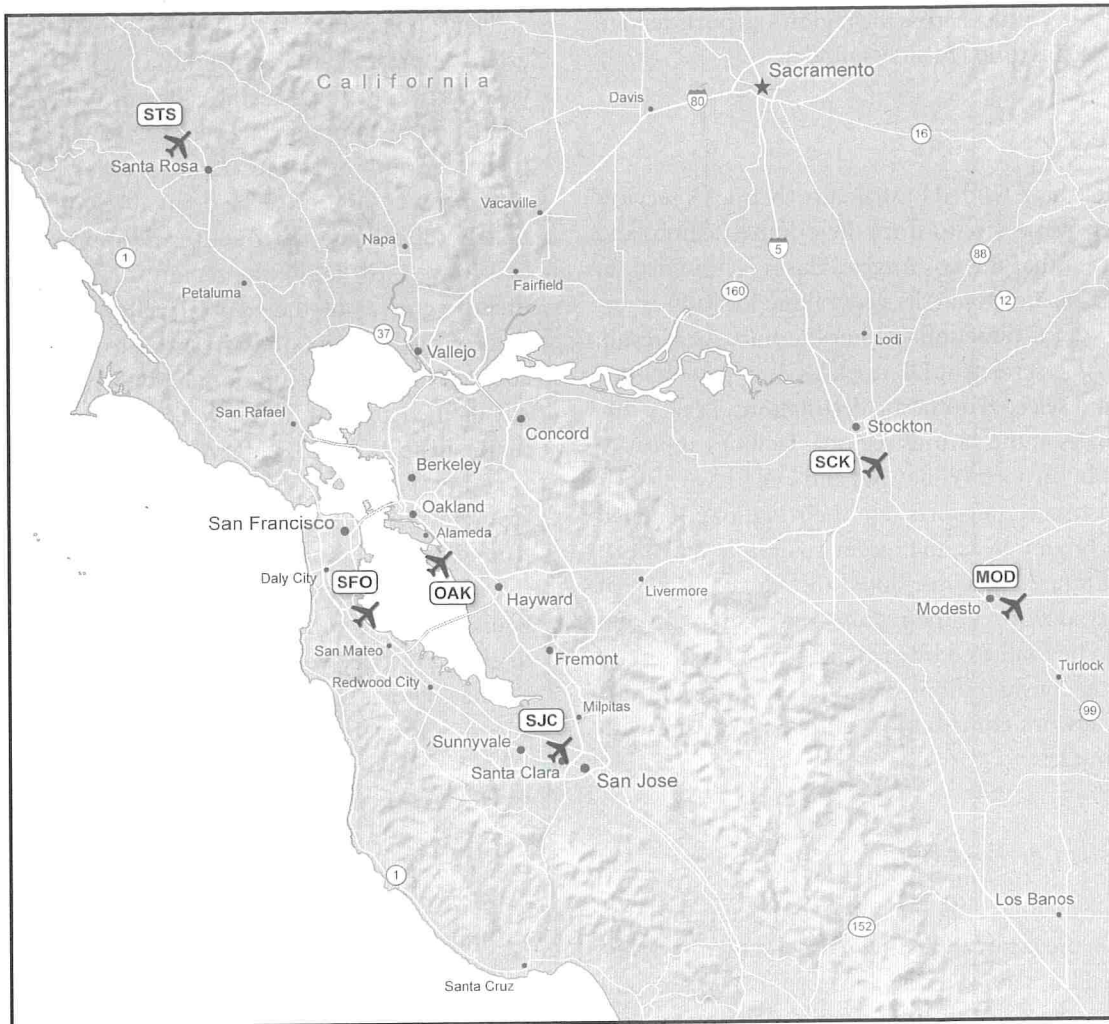 California
Sacramento
STS
Davis
80
16
Santa Rosa
Vacaville
Napa
1
5
88
Petaluma
Fairfield
160
12
37
Vallejo
Lodi
San Rafael
Concord
Stockton
SCK
Berkeley
Oakland
San Francisco
Alameda
Daly City
SFO
OAK
Hayward
Livermore
MOD
Modesto
San Mateo
Fremont
Turlock
Redwood City
Milpitas
99
SJC
Sunnyvale
Santa Clara
San Jose
1
Los Banos
152
Santa Cruz